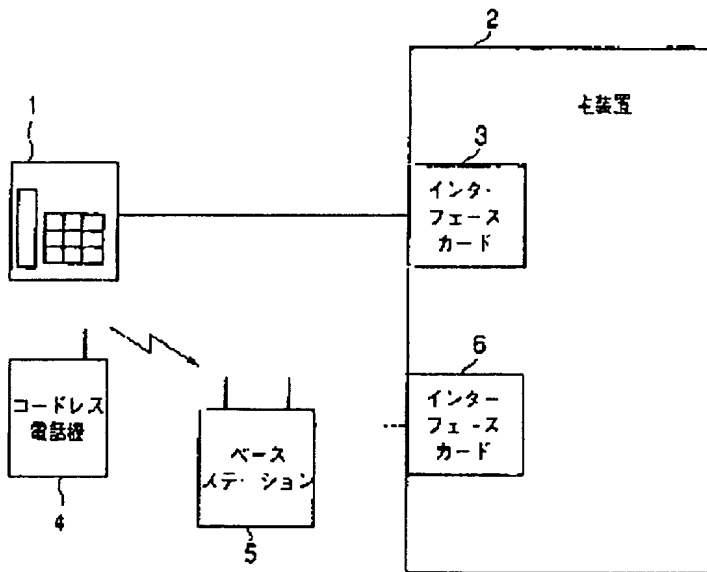 2
主装置
1
3
インター
フェース
カード
6
コードレス
電話機
インター
フェース
カード
ベース
ステーション
4
5